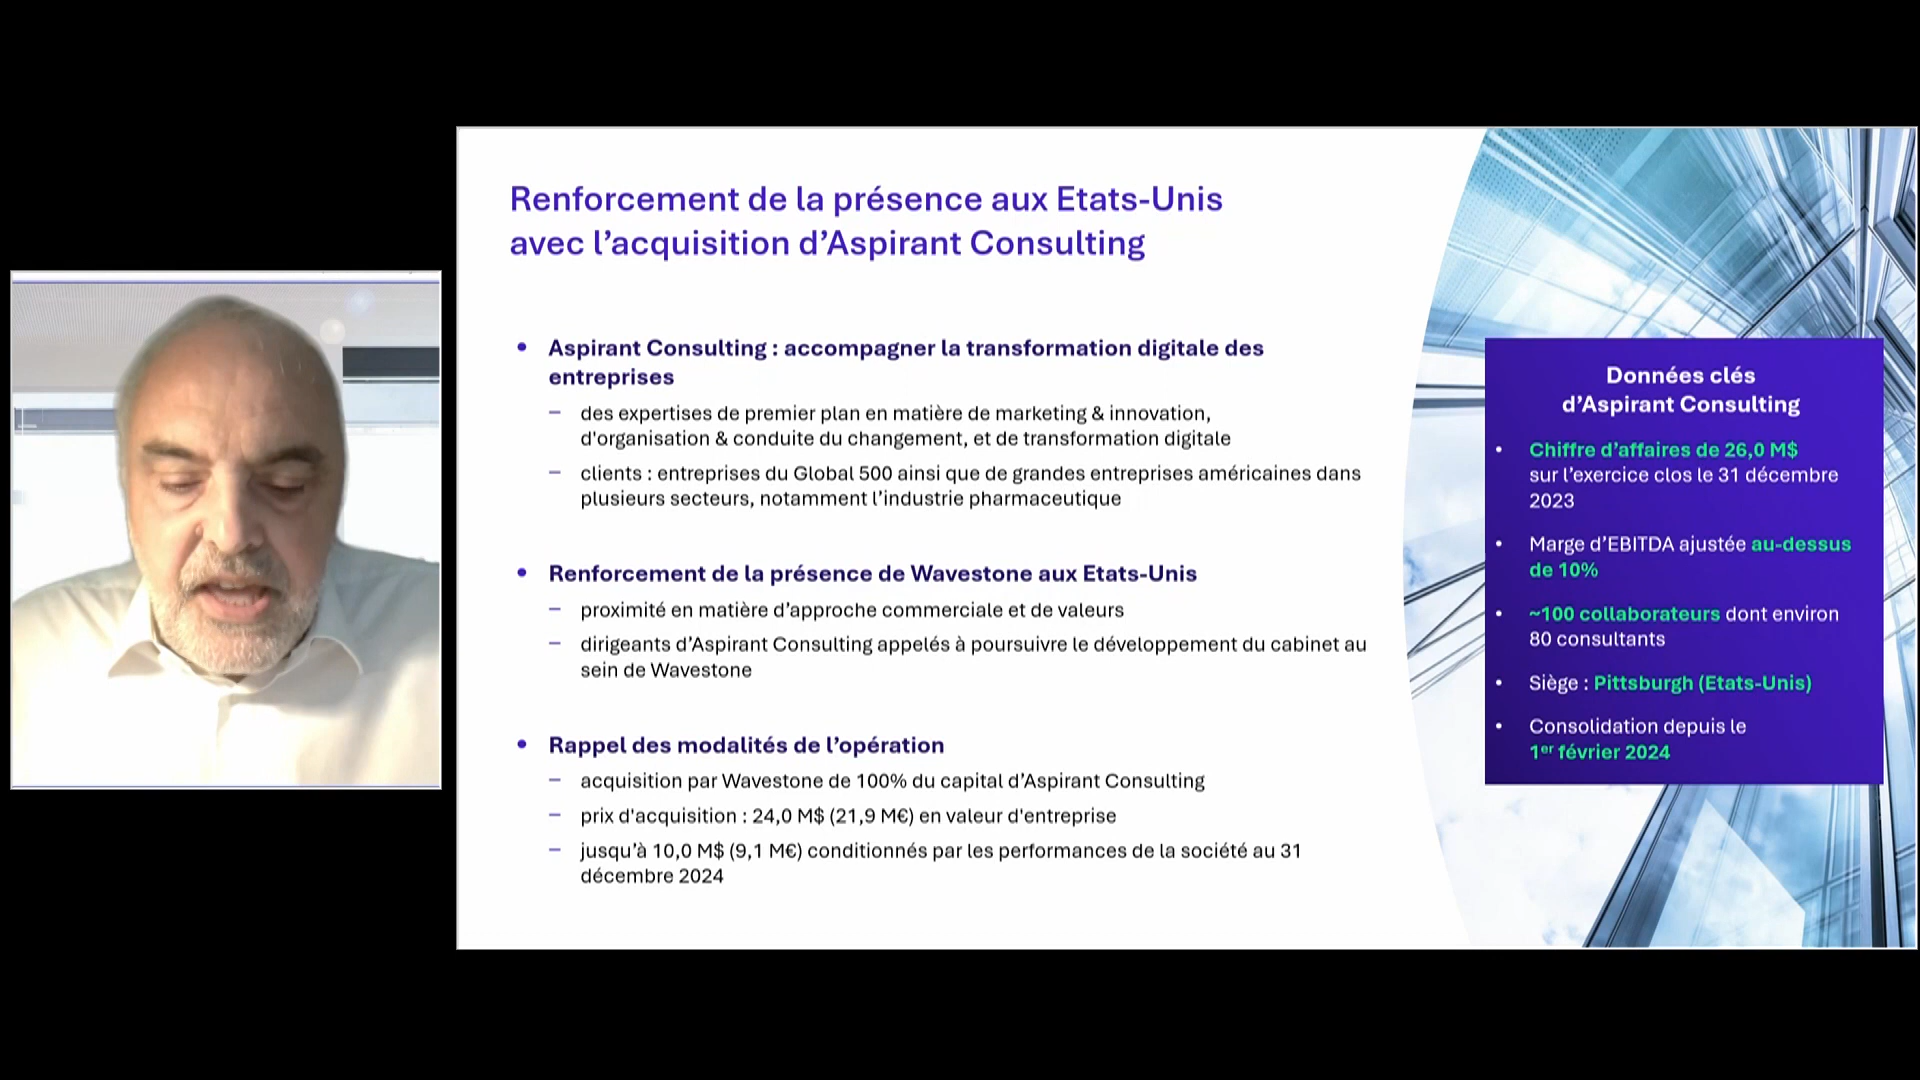 Renforcement de la présence aux Etats-Unis
avec l’acquisition d’Aspirant Consulting
• Aspirant Consulting : accompagner la transformation digitale des
entreprises
– des expertises de premier plan en matière de marketing & innovation,
d'organisation & conduite du changement, et de transformation digitale
– clients : entreprises du Global 500 ainsi que de grandes entreprises américaines dans
plusieurs secteurs, notamment l’industrie pharmaceutique
• Renforcement de la présence de Wavestone aux Etats-Unis
– proximité en matière d’approche commerciale et de valeurs
– dirigeants d’Aspirant Consulting appelés à poursuivre le développement du cabinet au
sein de Wavestone
• Rappel des modalités de l’opération
– acquisition par Wavestone de 100% du capital d’Aspirant Consulting
– prix d'acquisition : 24,0 M$ (21,9 M€) en valeur d'entreprise
– jusqu’à 10,0 M$ (9,1 M€) conditionnés par les performances de la société au 31
décembre 2024
Données clés
d’Aspirant Consulting
• Chiffre d’affaires de 26,0 M$
sur l’exercice clos le 31 décembre
2023
• Marge d’EBITDA ajustée au-dessus
de 10%
• ~100 collaborateurs dont environ
80 consultants
• Siège : Pittsburgh (Etats-Unis)
• Consolidation depuis le
1er février 2024